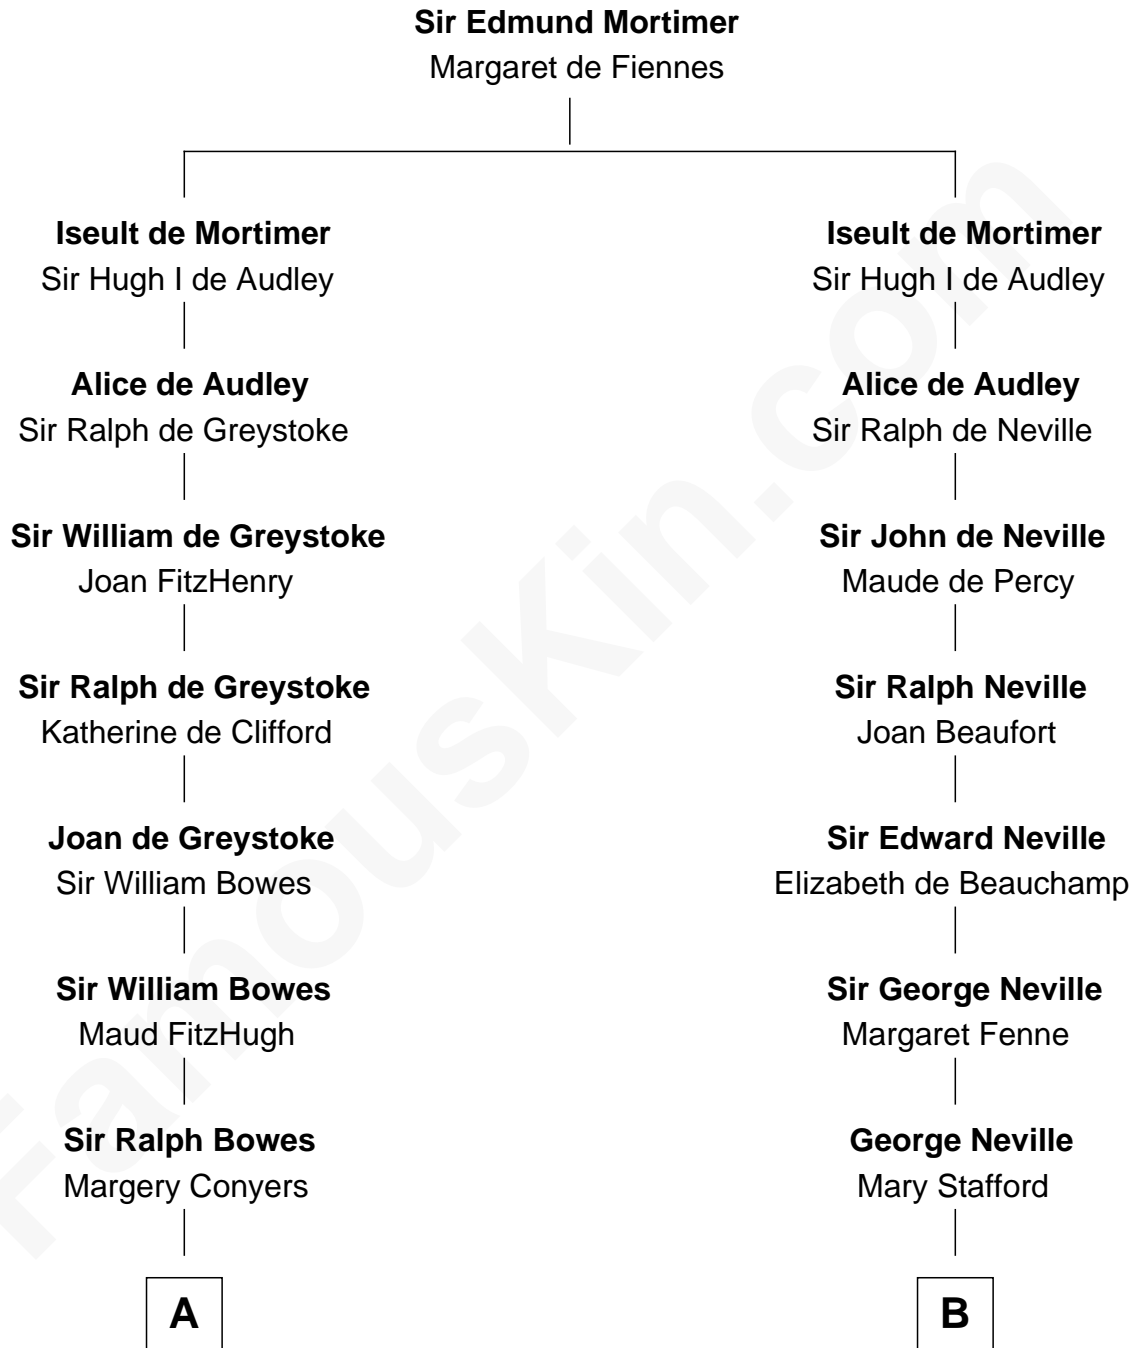 Sir Edmund Mortimer
Margaret de Fiennes
Iseult de Mortimer
Sir Hugh I de Audley
Iseult de Mortimer
Sir Hugh I de Audley
Alice de Audley
Sir Ralph de Greystoke
Alice de Audley
Sir Ralph de Neville
Sir William de Greystoke
Joan FitzHenry
Sir John de Neville
Maude de Percy
Sir Ralph de Greystoke
Katherine de Clifford
Sir Ralph Neville
Joan Beaufort
Joan de Greystoke
Sir William Bowes
Sir Edward Neville
Elizabeth de Beauchamp
Sir William Bowes
Maud FitzHugh
Sir George Neville
Margaret Fenne
Sir Ralph Bowes
Margery Conyers
George Neville
Mary Stafford
A
B
FamousKin.com